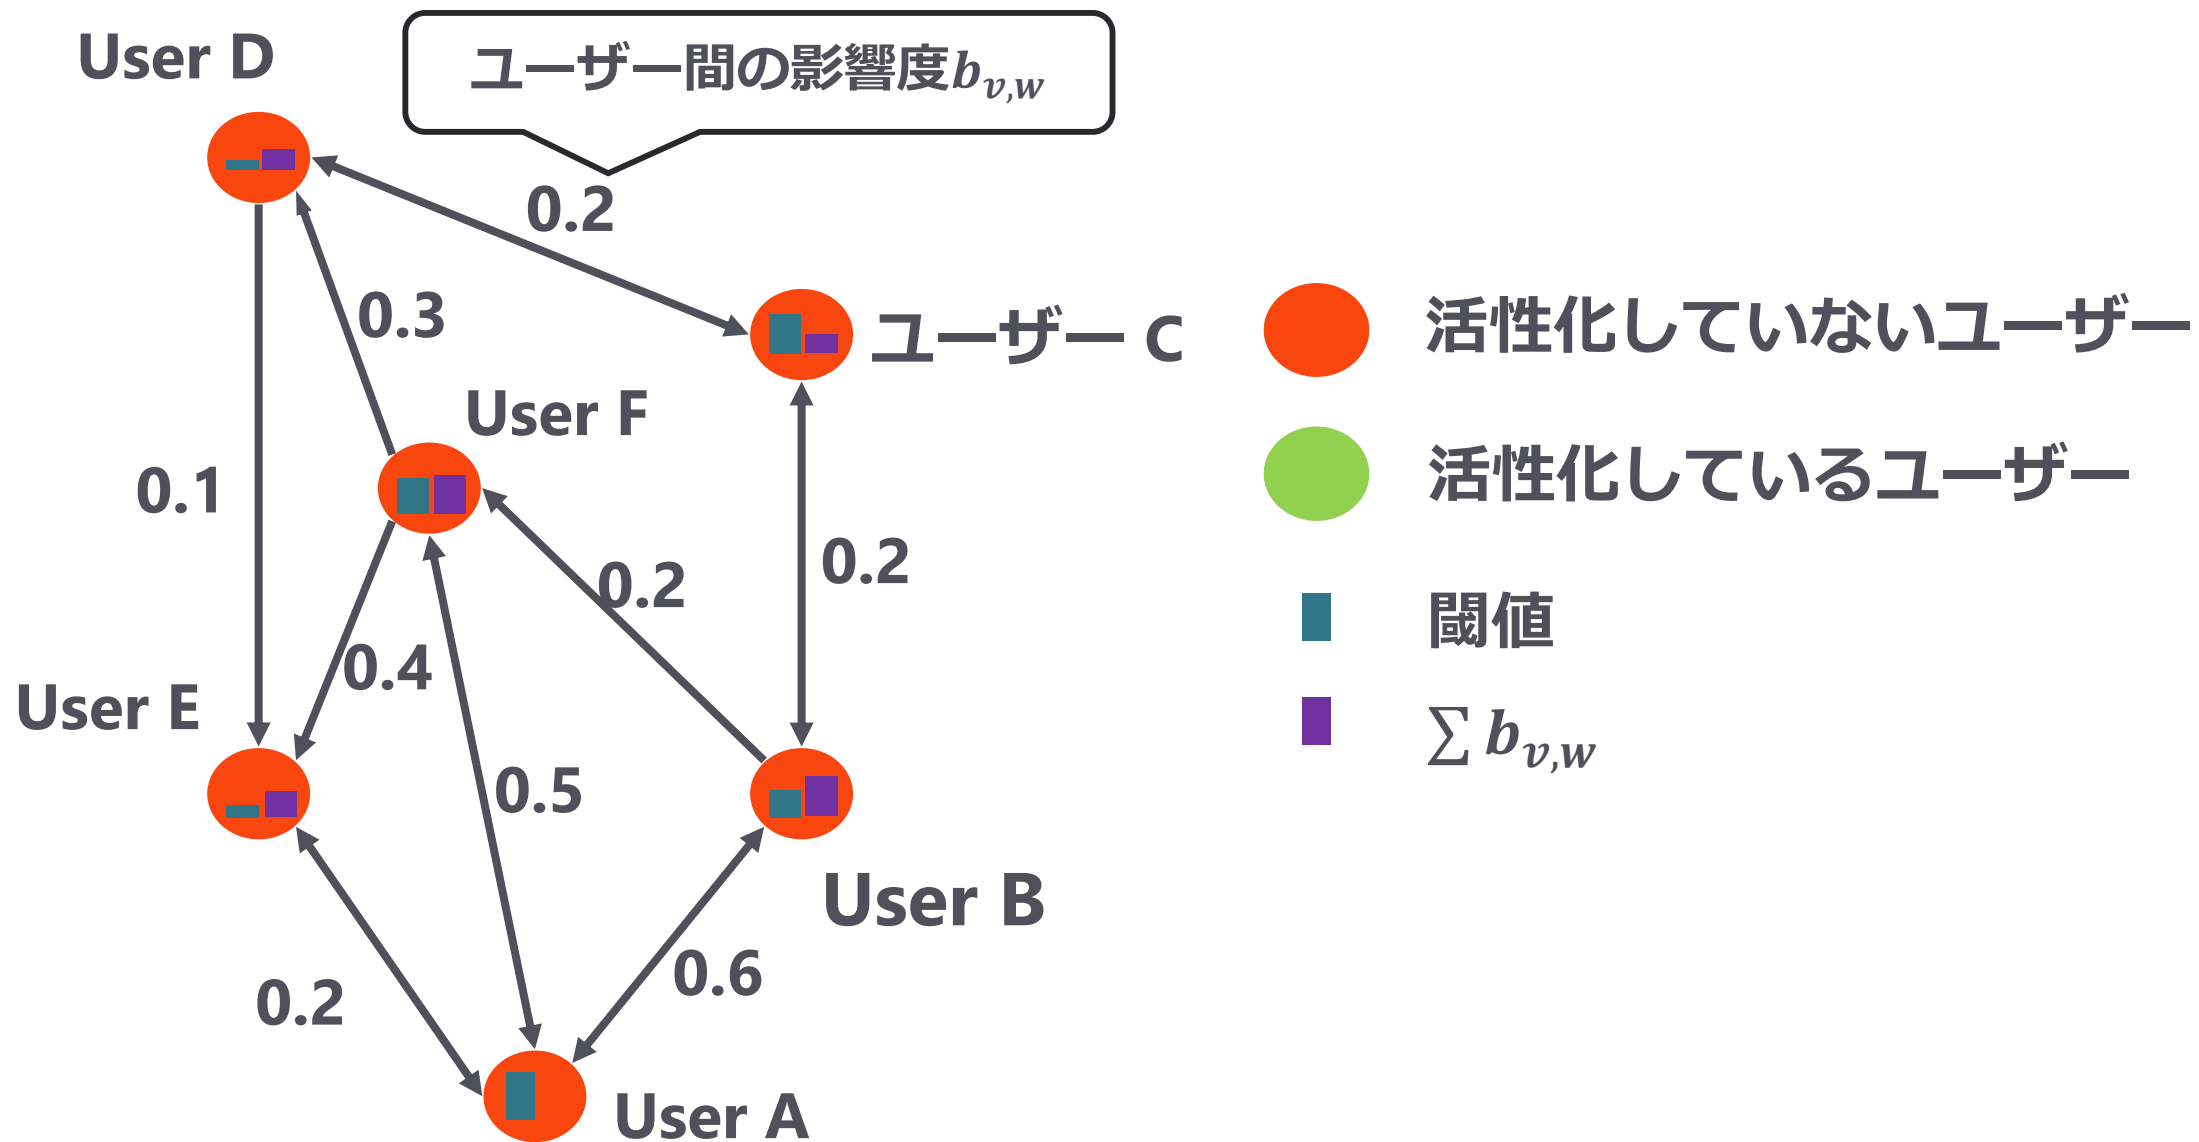 User D
ユーザー間の影響度b_{v,w}
0.2
0.3
ユーザー C
User F
0.1
0.2
0.2
0.4
User E
0.5
User B
0.6
0.2
User A
活性化していないユーザー
活性化しているユーザー
閾値
∑ b_{v,w}